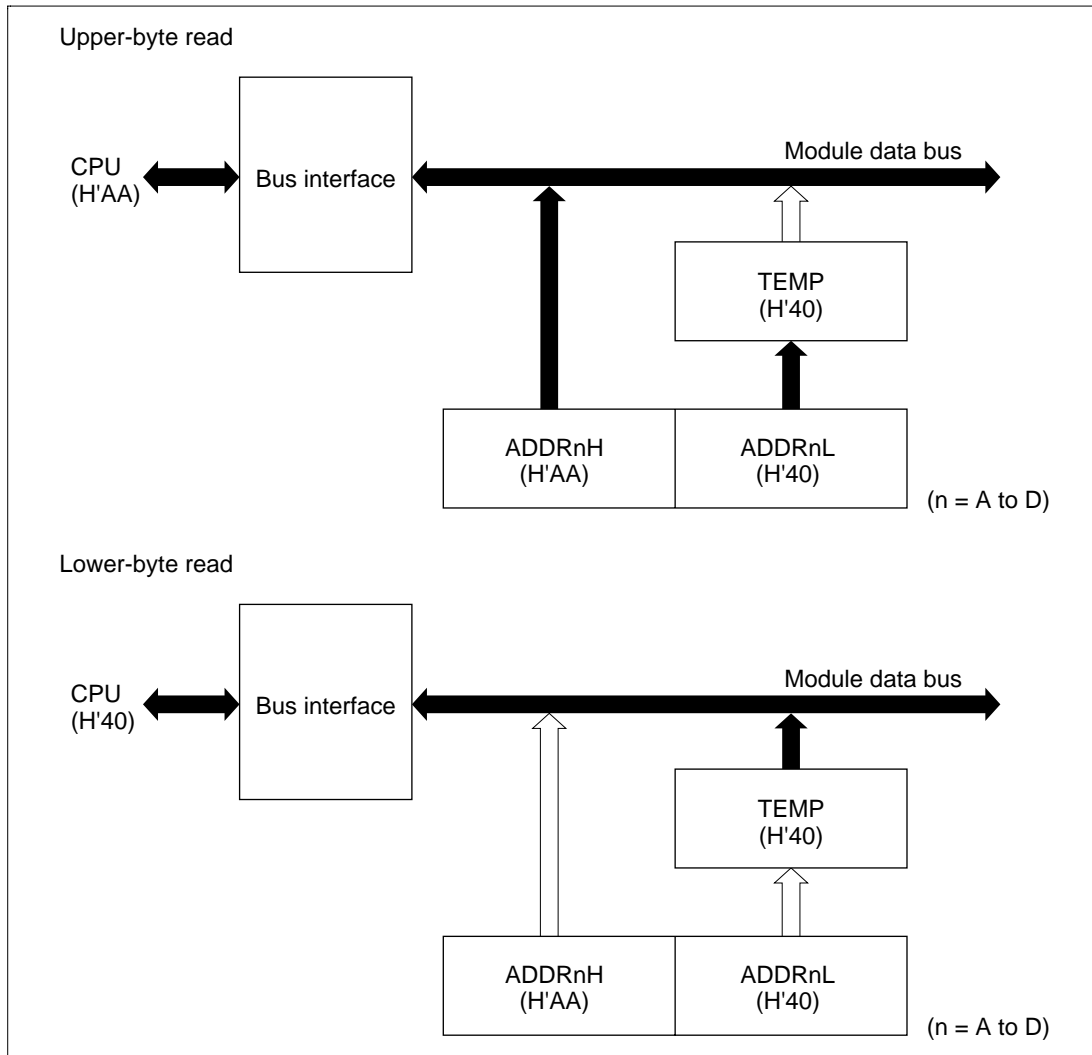 Upper-byte read
CPU
(H'AA)
Bus interface
Module data bus
TEMP
(H'40)
ADDRnH
(H'AA)
ADDRnL
(H'40)
(n = A to D)
Lower-byte read
CPU
(H'40)
Bus interface
Module data bus
TEMP
(H'40)
ADDRnH
(H'AA)
ADDRnL
(H'40)
(n = A to D)